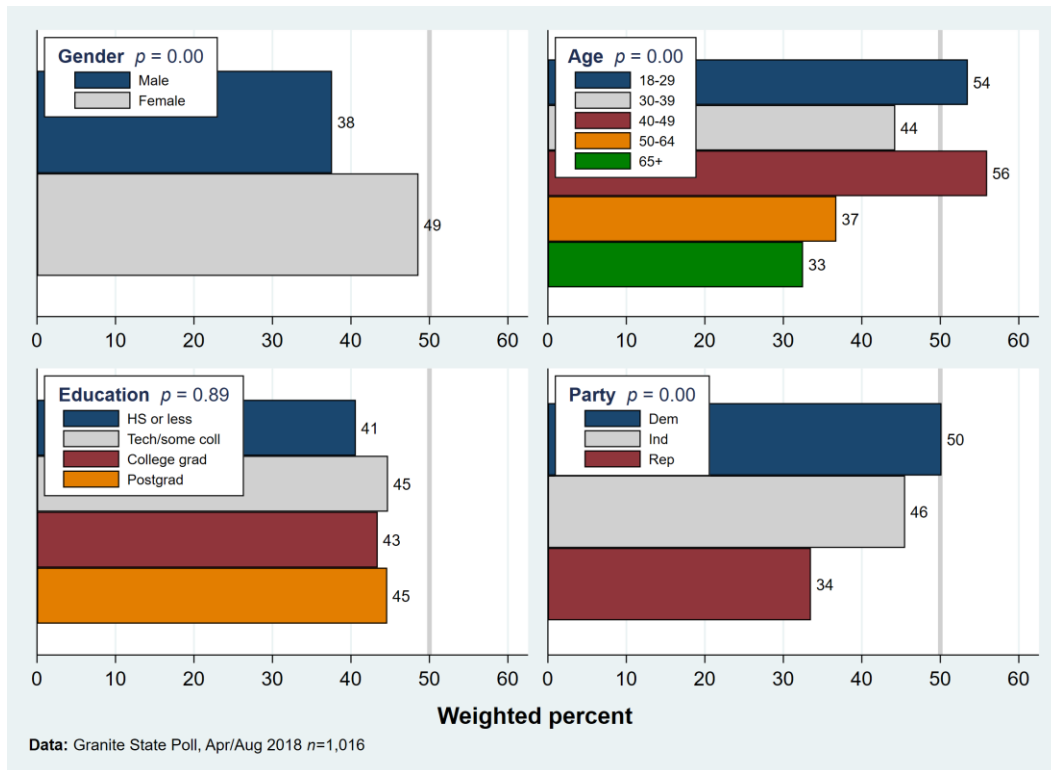 Gender p = 0.00
Male
Female
38
49
0 10 20 30 40 50 60
Age p = 0.00
18-29
30-39
40-49
50-64
65+
54
44
56
37
33
0 10 20 30 40 50 60
Education p = 0.89
HS or less
Tech/some coll
College grad
Postgrad
41
45
43
45
0 10 20 30 40 50 60
Party p = 0.00
Dem
Ind
Rep
50
46
34
0 10 20 30 40 50 60
Weighted percent
Data: Granite State Poll, Apr/Aug 2018 n=1,016